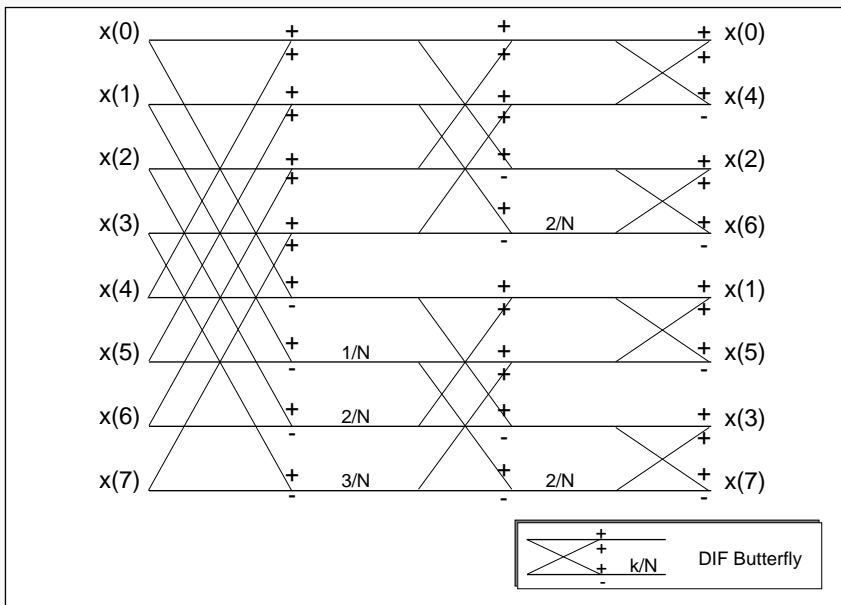 x(0) + + + x(0)
+ + +
x(1) + + + x(4)
+ + -
x(2) + + + x(2)
+ - +
x(3) + + 2/N + x(6)
+ - -
x(4) + + + x(1)
- + +
x(5) + 1/N + + x(5)
- + -
x(6) + 2/N + + x(3)
- - +
x(7) + 3/N + 2/N + x(7)
- - -
+
+
+ k/N DIF Butterfly
-